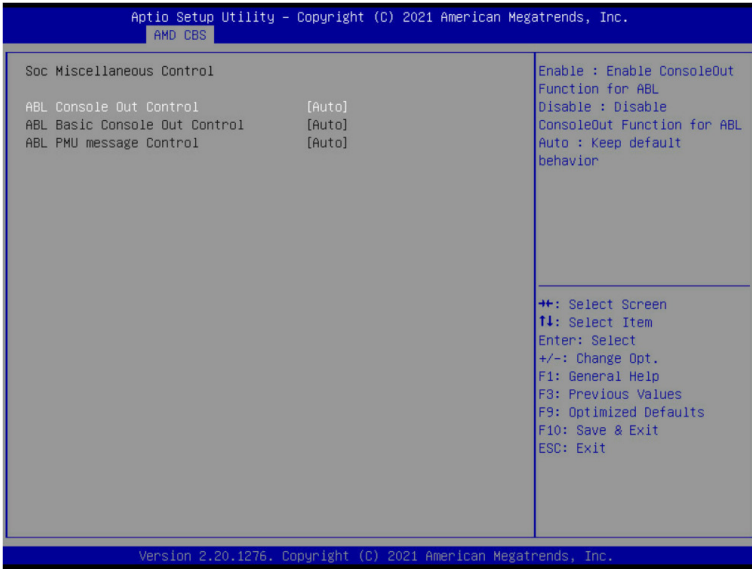 Aptio Setup Utility – Copyright (C) 2021 American Megatrends, Inc.
AMD CBS
Soc Miscellaneous Control
ABL Console Out Control [Auto]
ABL Basic Console Out Control [Auto]
ABL PMU message Control [Auto]
Enable : Enable ConsoleOut
Function for ABL
Disable : Disable
ConsoleOut Function for ABL
Auto : Keep default
behavior
→←: Select Screen
↑↓: Select Item
Enter: Select
+/-: Change Opt.
F1: General Help
F3: Previous Values
F9: Optimized Defaults
F10: Save & Exit
ESC: Exit
Version 2.20.1276. Copyright (C) 2021 American Megatrends, Inc.